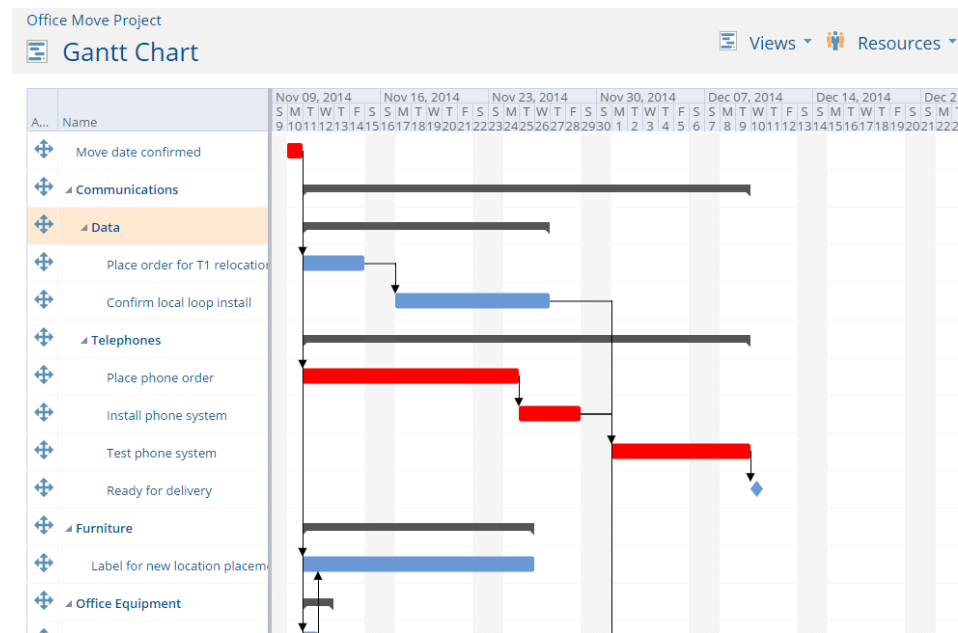 Office Move Project
Gantt Chart
Views
Resources
A... Name
Nov 09, 2014 Nov 16, 2014 Nov 23, 2014 Nov 30, 2014 Dec 07, 2014 Dec 14, 2014 Dec 2
S M T W T F S S M T W T F S S M T W T F S S M T W T F S S M T W T F S S M T W T F S S M
9 10 11 12 13 14 15 16 17 18 19 20 21 22 23 24 25 26 27 28 29 30 1 2 3 4 5 6 7 8 9 10 11 12 13 14 15 16 17 18 19 20 21 22 2
Move date confirmed
Communications
Data
Place order for T1 relocation
Confirm local loop install
Telephones
Place phone order
Install phone system
Test phone system
Ready for delivery
Furniture
Label for new location placem
Office Equipment